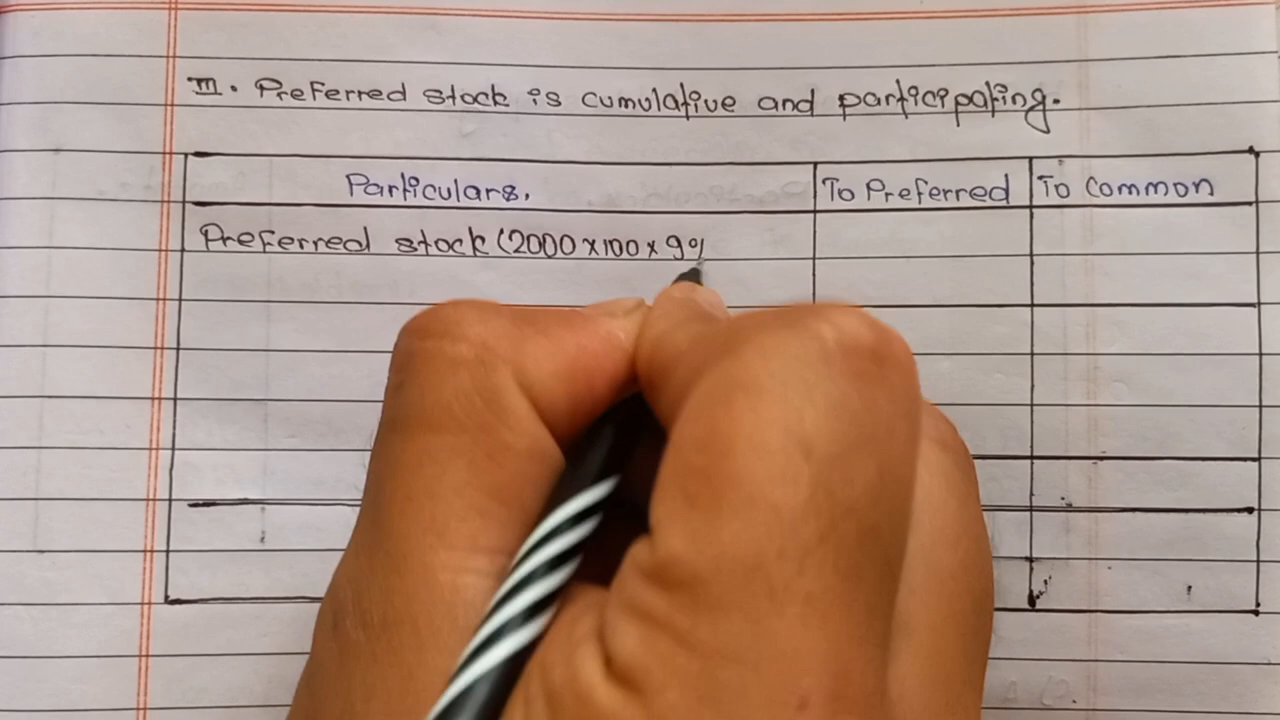 III. Preferred stock is cumulative and participating.
Particulars. To Preferred To Common
Preferred stock (2000 x 100 x 9%